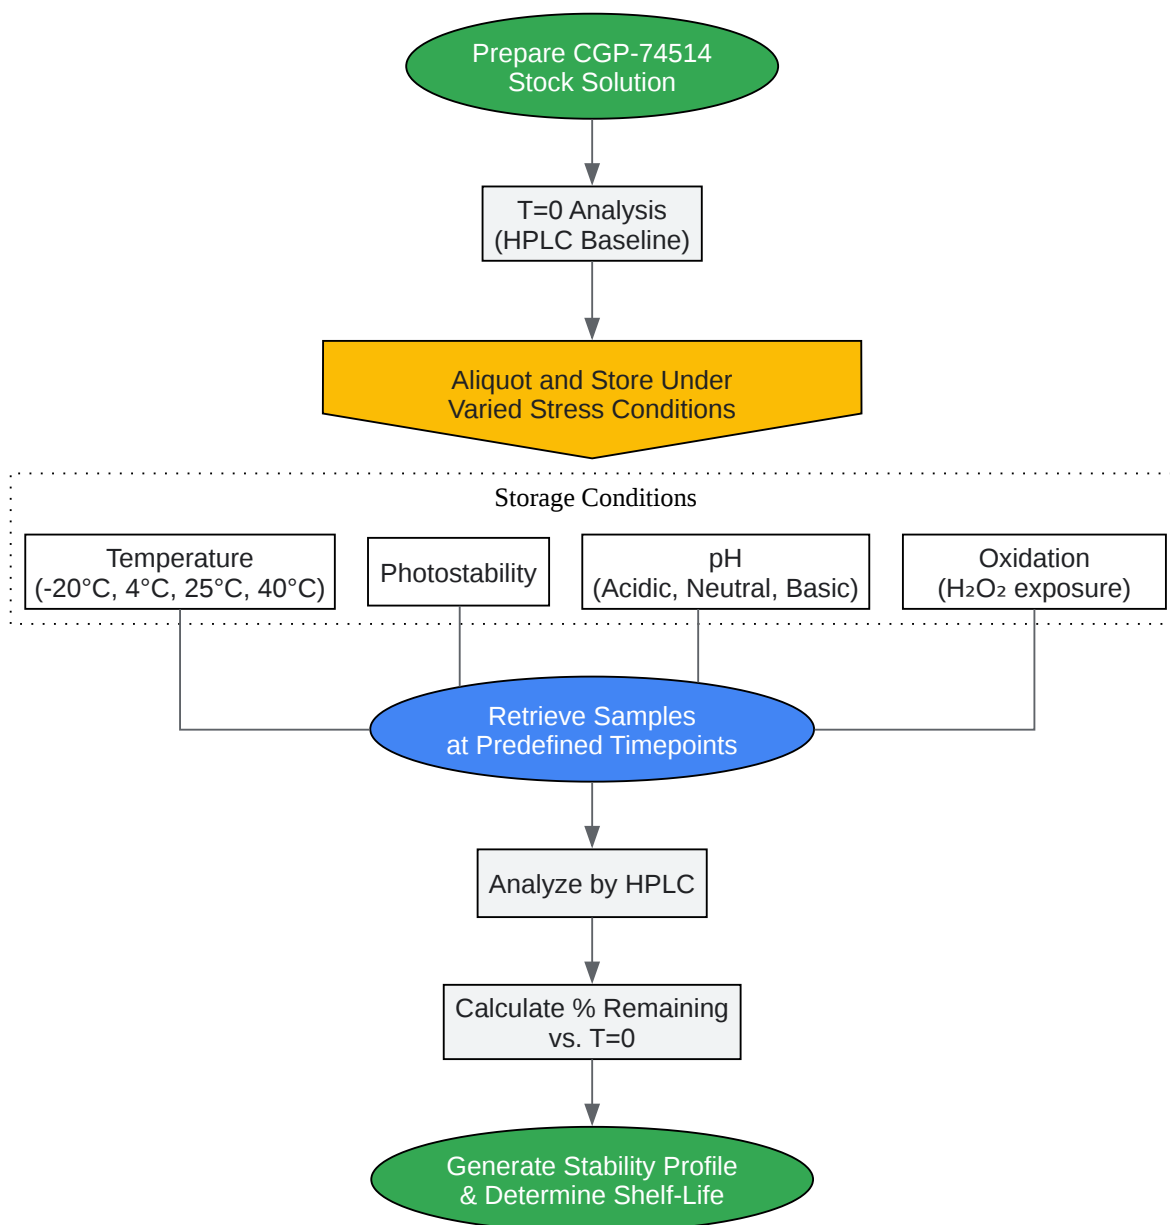 Prepare CGP-74514
Stock Solution
T=0 Analysis
(HPLC Baseline)
Aliquot and Store Under
Varied Stress Conditions
Storage Conditions
Temperature
(-20°C, 4°C, 25°C, 40°C)
Photostability
pH
(Acidic, Neutral, Basic)
Oxidation
(H₂O₂ exposure)
Retrieve Samples
at Predefined Timepoints
Analyze by HPLC
Calculate % Remaining
vs. T=0
Generate Stability Profile
& Determine Shelf-Life